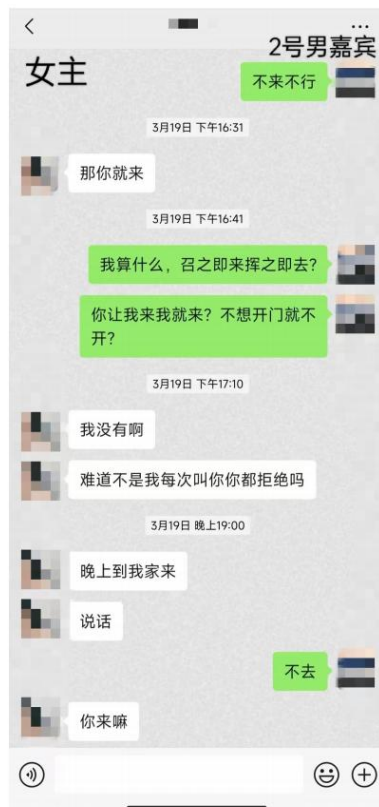 2号男嘉宾
女主
不来不行
3月19日 下午16:31
那你就来
3月19日 下午16:41
我算什么，召之即来挥之即去?
你让我来我就来？不想开门就不
开？
3月19日 下午17:10
我没有啊
难道不是我每次叫你你都拒绝吗
3月19日 晚上19:00
晚上到我家来
说话
不去
你来嘛